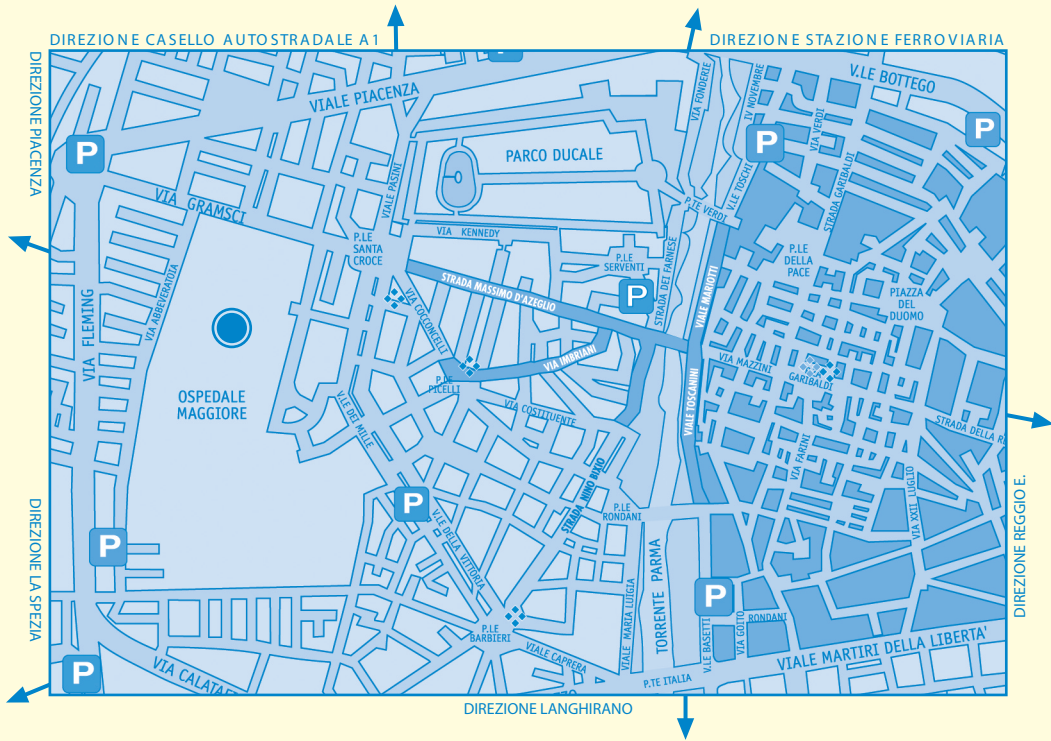 DIREZIONE CASELLO AUTOSTRADALE A1
DIREZIONE STAZIONE FERROVIARIA
DIREZIONE PIACENZA
VIALE PIACENZA
VIA FONDERIE
IV NOVEMBRE
V.LE BOTTEGO
P
P
P
VIA VERDI
PARCO DUCALE
VIALE PASINI
V.LE TOSCHI
STRADA GARIBALDI
VIA GRAMSCI
P.TE VERDI
P.LE
SANTA
CROCE
VIA KENNEDY
P.LE
SERVENTI
STRADA DEI FARNESE
P.LE
DELLA
PACE
STRADA MASSIMO D'AZEGLIO
P
VIALE MARIOTTI
PIAZZA
DEL
DUOMO
VIA FLEMING
VIA ABBEVERATOIA
VIA COCCONCELLI
VIA IMBRIANI
VIA MAZZINI
GARIBALDI
P.LE
PICELLI
OSPEDALE
MAGGIORE
V.LE DEI MILLE
VIA COSTITUENTE
VIALE TOSCANINI
STRADA DELLA R
VIA FARINI
STRADA NINO BIXIO
VIA XXII LUGLIO
DIREZIONE LA SPEZIA
P
P.LE
RONDANI
DIREZIONE REGGIO E.
P
V.LE DELLA VITTORIA
TORRENTE PARMA
VIALE MARIA LUIGIA
P
P.LE
BARBIERI
V.LE BASETTI
VIA GOITO
RONDANI
VIALE MARTIRI DELLA LIBERTA'
VIALE CAPRERA
P
VIA CALATAF
P.TE ITALIA
DIREZIONE LANGHIRANO